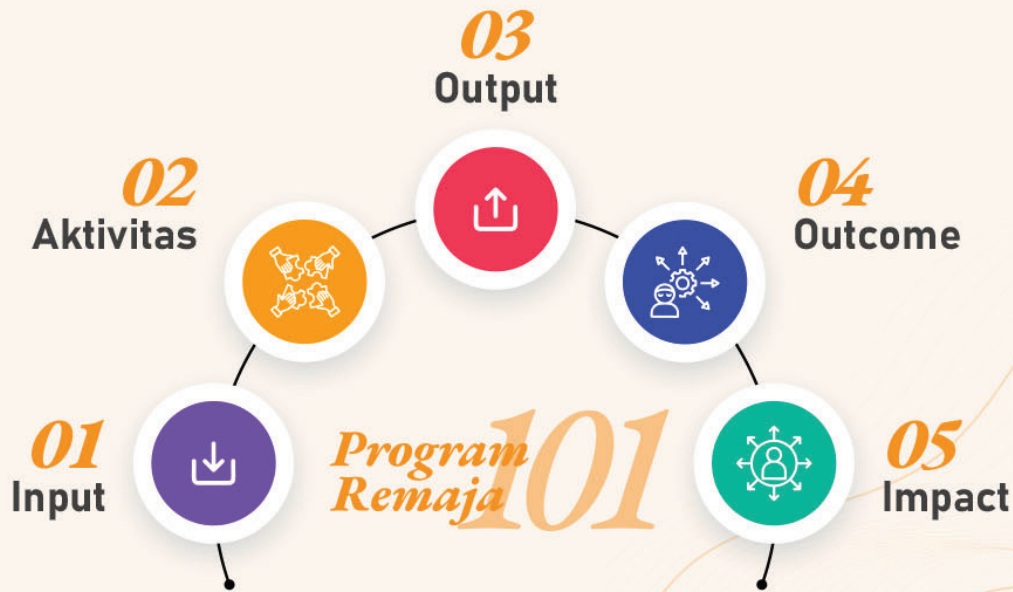 01
Input
02
Aktivitas
03
Output
04
Outcome
05
Impact
Program
Remaja
101